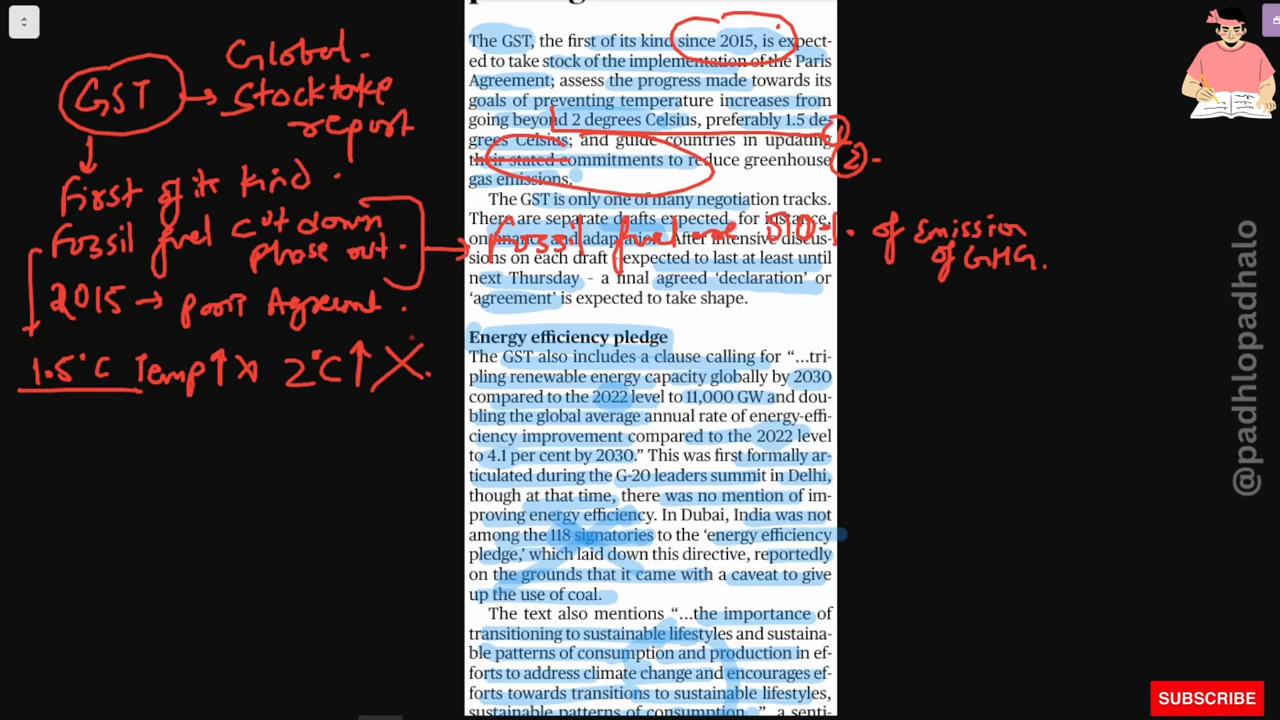 GST → Global
Stocktake
report
First of its kind.
Fossil fuel cut down
phase out.
2015 → paris Agreement.
1.5°C Temp↑ × 2°C↑ ×.
The GST, the first of its kind since 2015, is expect-
ed to take stock of the implementation of the Paris
Agreement; assess the progress made towards its
goals of preventing temperature increases from
going beyond 2 degrees Celsius, preferably 1.5 de-
grees Celsius; and guide countries in updating
their stated commitments to reduce greenhouse
gas emissions.
The GST is only one of many negotiation tracks.
There are separate drafts expected, for instance,
on finance and adaptation. After intensive discus-
sions on each draft - expected to last at least until
next Thursday – a final agreed ‘declaration’ or
‘agreement’ is expected to take shape.
Energy efficiency pledge
The GST also includes a clause calling for “...tri-
pling renewable energy capacity globally by 2030
compared to the 2022 level to 11,000 GW and dou-
bling the global average annual rate of energy-effi-
ciency improvement compared to the 2022 level
to 4.1 per cent by 2030.” This was first formally ar-
ticulated during the G-20 leaders summit in Delhi,
though at that time, there was no mention of im-
proving energy efficiency. In Dubai, India was not
among the 118 signatories to the ‘energy efficiency
pledge,’ which laid down this directive, reportedly
on the grounds that it came with a caveat to give
up the use of coal.
The text also mentions “...the importance of
transitioning to sustainable lifestyles and sustaina-
ble patterns of consumption and production in ef-
forts to address climate change and encourages ef-
forts towards transitions to sustainable lifestyles,
sustainable patterns of consumption...”, a senti-
1)
2)
Fossil fuel
of Emission
of GHG.
@padhlopadhalo
SUBSCRIBE